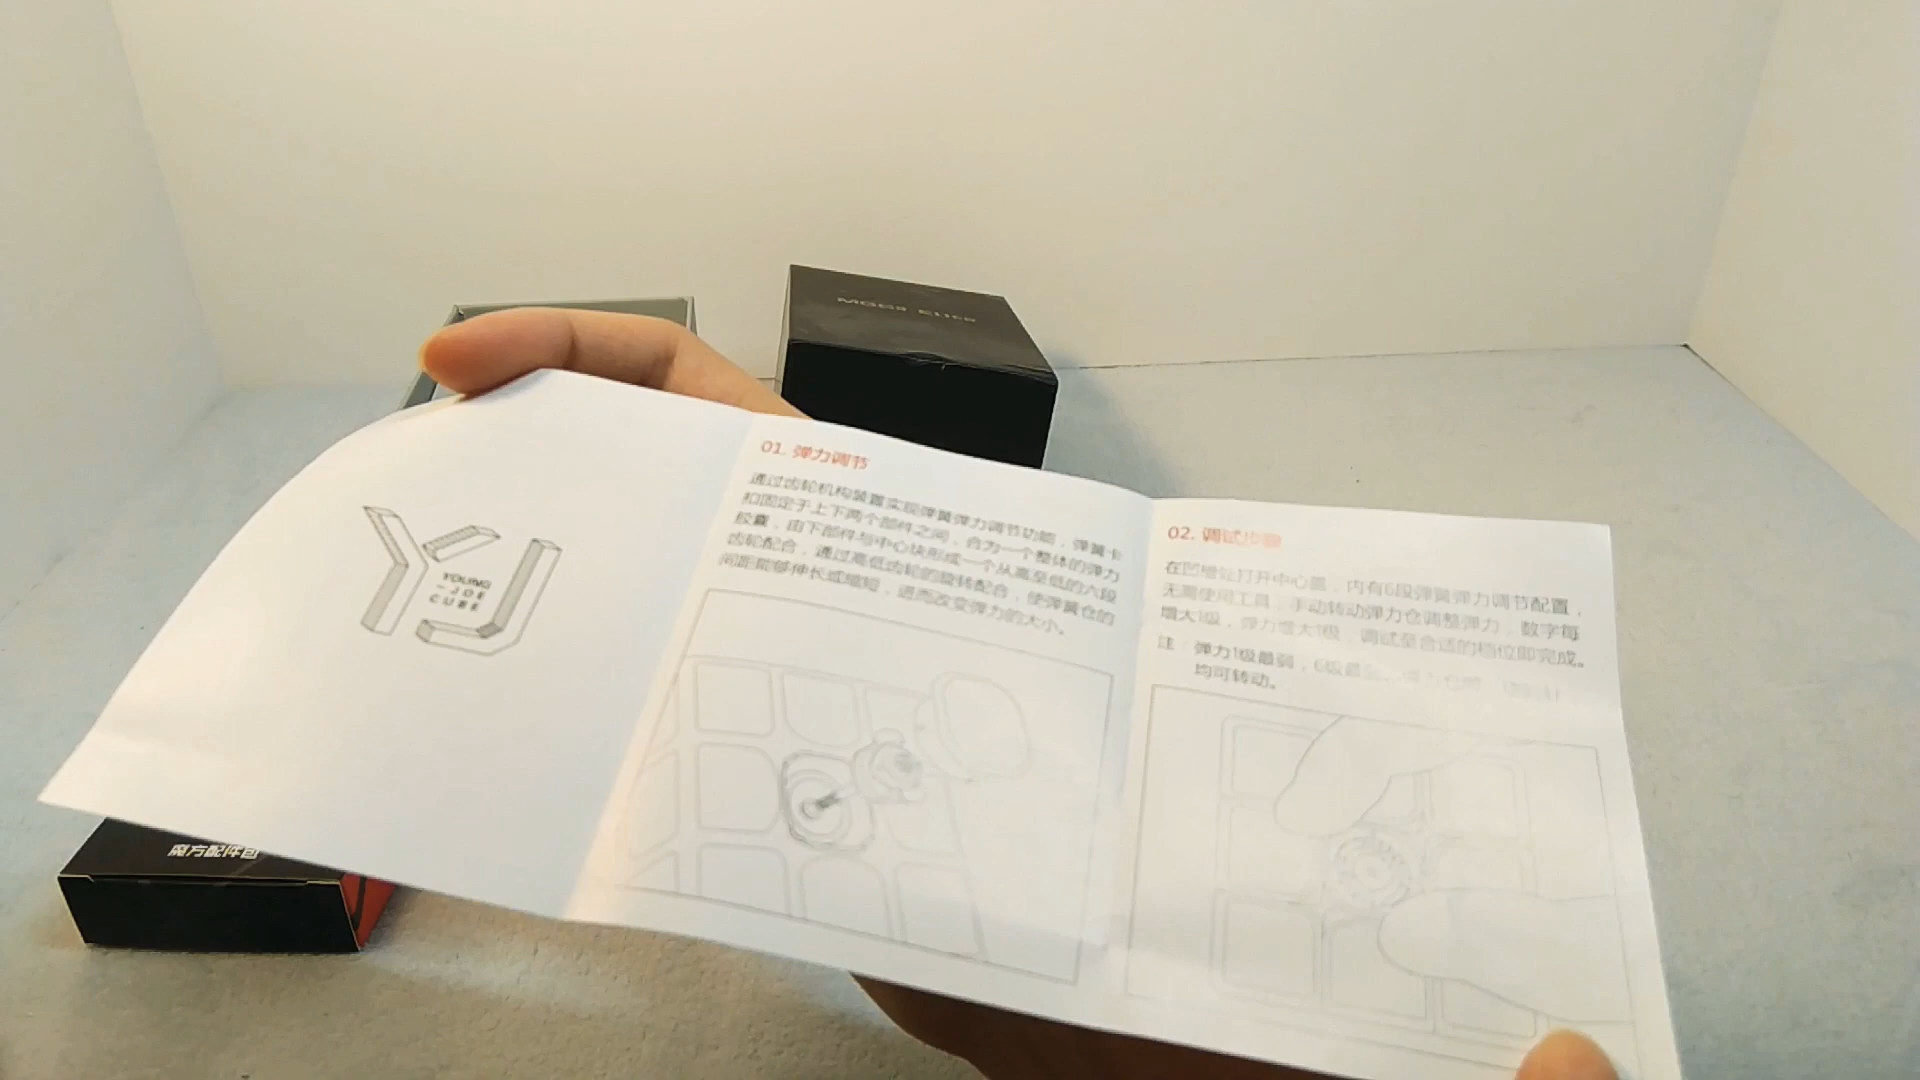 YOUNG
JOE
CUBE
01. 弹力调节
通过齿轮机构装置实现弹簧弹力调节功能，弹簧卡
扣固定于上下两个部件之间，合为一个整体的弹力
胶囊，由下部件与中心块形成一个从高至低的六段
齿轮配合，通过高低齿轮的旋转配合，使弹簧仓的
间距能够伸长或缩短，进而改变弹力的大小。
02. 调试步骤
在凹槽处打开中心盖，内有6段弹簧弹力调节配置，
无需使用工具，手动转动弹力仓调整弹力，数字每
增大1级，弹力增大1级，调试至合适的档位即完成。
注：弹力1级最弱，6级最
均可转动。
魔方配件包